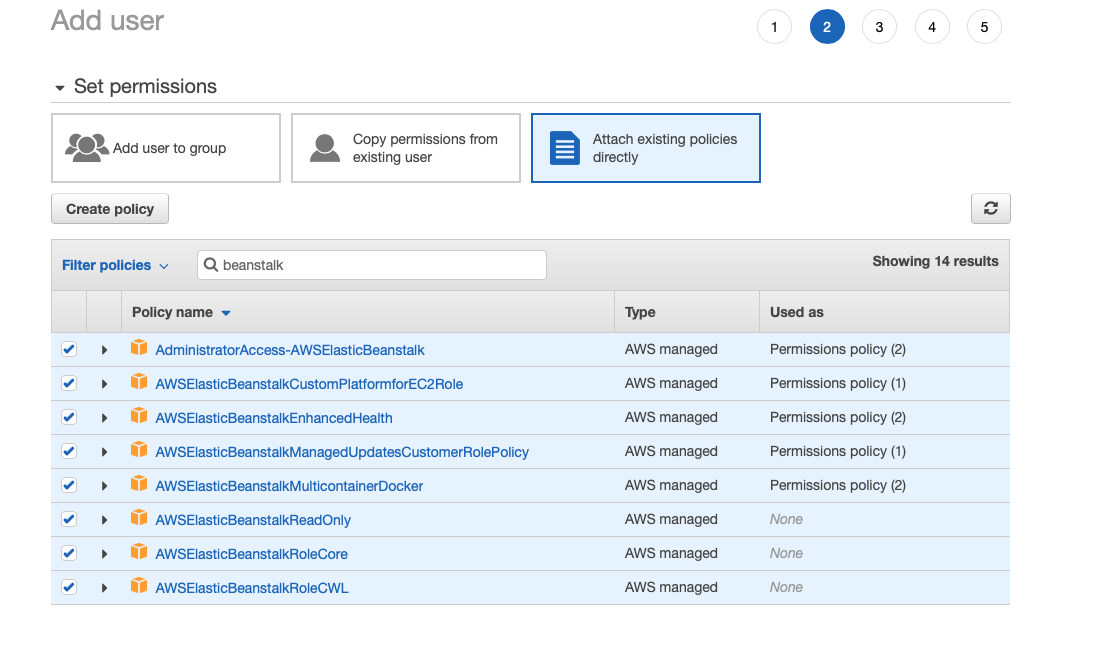 Add user
1 2 3 4 5
Set permissions
Add user to group
Copy permissions from
existing user
Attach existing policies
directly
Create policy
Filter policies beanstalk Showing 14 results
Policy name Type Used as
AdministratorAccess-AWSElasticBeanstalk AWS managed Permissions policy (2)
AWSElasticBeanstalkCustomPlatformforEC2Role AWS managed Permissions policy (1)
AWSElasticBeanstalkEnhancedHealth AWS managed Permissions policy (2)
AWSElasticBeanstalkManagedUpdatesCustomerRolePolicy AWS managed Permissions policy (1)
AWSElasticBeanstalkMulticontainerDocker AWS managed Permissions policy (2)
AWSElasticBeanstalkReadOnly AWS managed None
AWSElasticBeanstalkRoleCore AWS managed None
AWSElasticBeanstalkRoleCWL AWS managed None